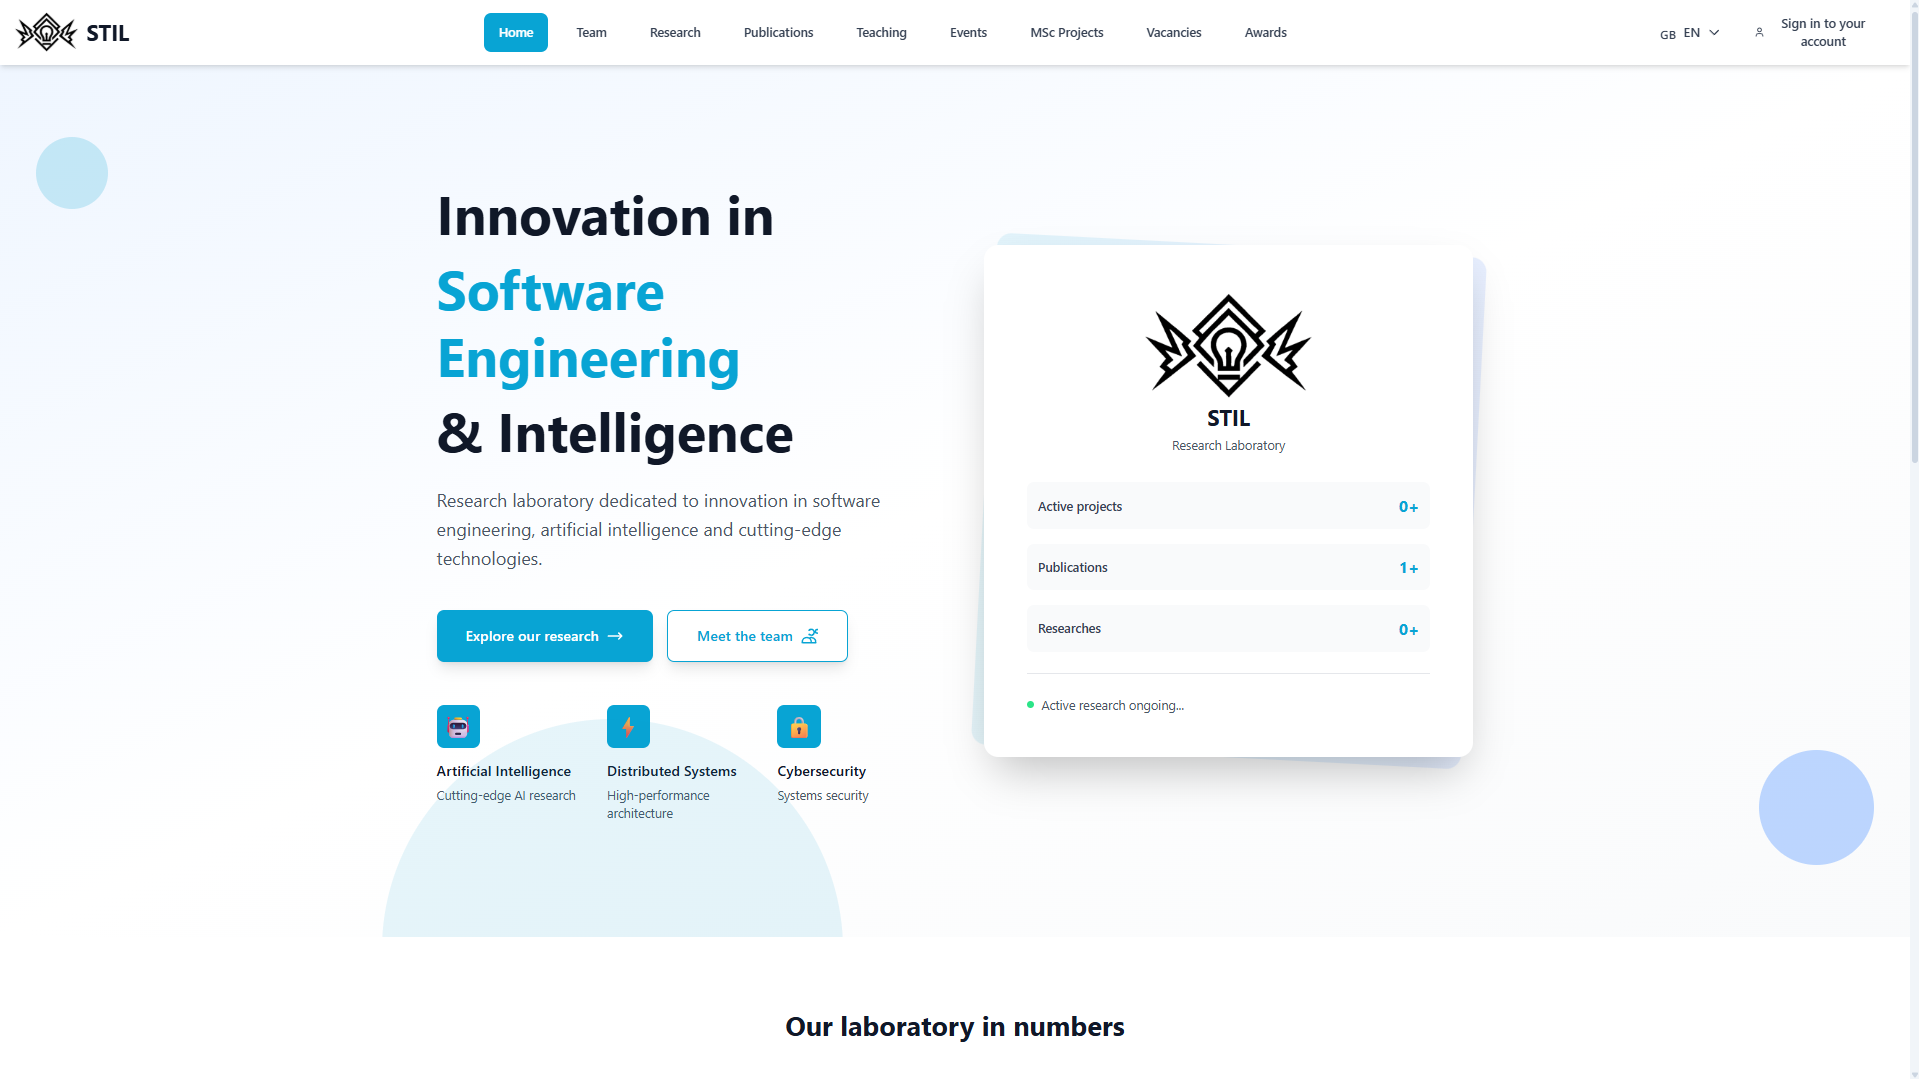 STIL
Home
Team
Research
Publications
Teaching
Events
MSc Projects
Vacancies
Awards
GB EN
Sign in to your
account
Innovation in
Software
Engineering
& Intelligence
Research laboratory dedicated to innovation in software
engineering, artificial intelligence and cutting-edge
technologies.
Explore our research →
Meet the team
Artificial Intelligence
Cutting-edge AI research
Distributed Systems
High-performance
architecture
Cybersecurity
Systems security
STIL
Research Laboratory
Active projects 0+
Publications 1+
Researches 0+
Active research ongoing...
Our laboratory in numbers